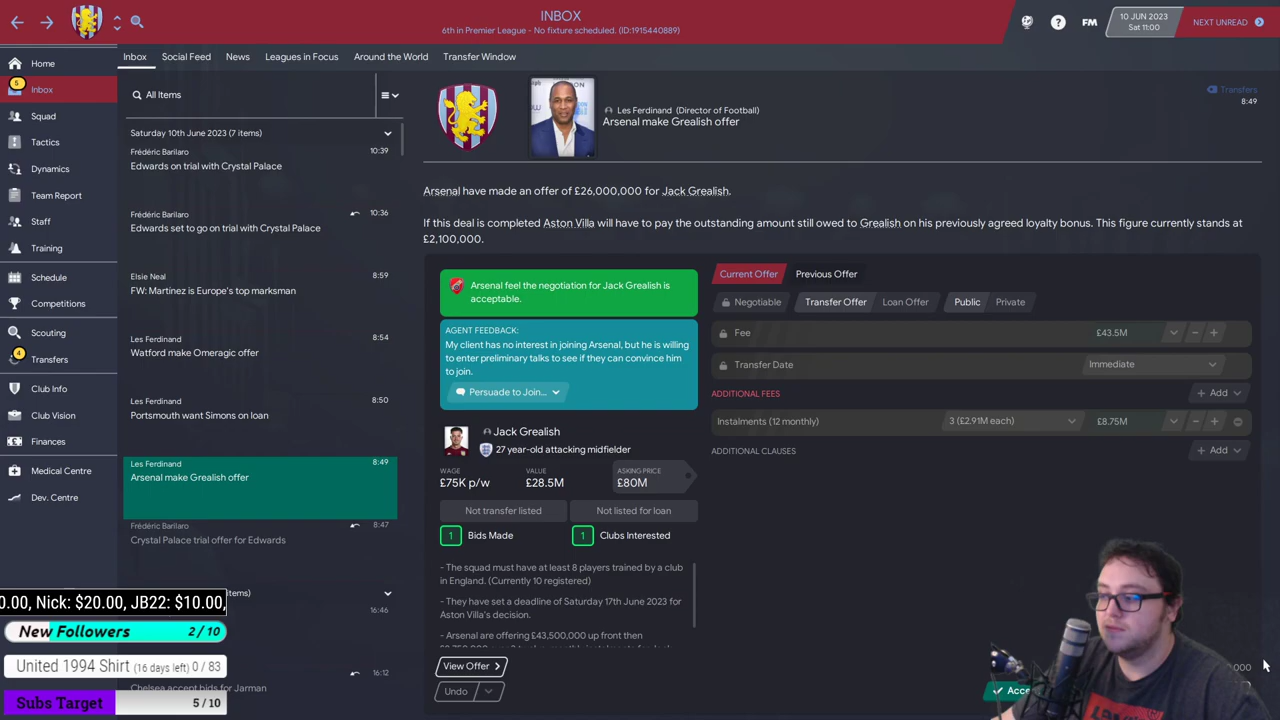 INBOX
6th in Premier League - No fixture scheduled. (ID:1915440889)
FM
10 JUN 2023
Sat 11:00
NEXT UNREAD
Home
5
Inbox
Squad
Tactics
Dynamics
Team Report
Staff
Training
Schedule
Competitions
Scouting
4
Transfers
Club Info
Club Vision
Finances
Medical Centre
Dev. Centre
Inbox
Social Feed
News
Leagues in Focus
Around the World
Transfer Window
All Items
Saturday 10th June 2023 (7 items)
Frédéric Barilaro 10:39
Edwards on trial with Crystal Palace
Frédéric Barilaro 10:36
Edwards set to go on trial with Crystal Palace
Elsie Neal 8:59
FW: Martínez is Europe's top marksman
Les Ferdinand 8:54
Watford make Omeragic offer
Les Ferdinand 8:50
Portsmouth want Simons on loan
Les Ferdinand 8:49
Arsenal make Grealish offer
Frédéric Barilaro 8:47
Crystal Palace trial offer for Edwards
items)
16:46
16:12
Chelsea accept bids for Jarman
Les Ferdinand (Director of Football)
Arsenal make Grealish offer
Transfers
8:49
Arsenal have made an offer of £26,000,000 for Jack Grealish.
If this deal is completed Aston Villa will have to pay the outstanding amount still owed to Grealish on his previously agreed loyalty bonus. This figure currently stands at
£2,100,000.
Arsenal feel the negotiation for Jack Grealish is
acceptable.
AGENT FEEDBACK:
My client has no interest in joining Arsenal, but he is willing
to enter preliminary talks to see if they can convince him
to join.
Persuade to Join...
Jack Grealish
27 year-old attacking midfielder
WAGE
£75K p/w
VALUE
£28.5M
ASKING PRICE
£80M
Not transfer listed
Not listed for loan
1 Bids Made
1 Clubs Interested
- The squad must have at least 8 players trained by a club
in England. (Currently 10 registered)
- They have set a deadline of Saturday 17th June 2023 for
Aston Villa's decision.
- Arsenal are offering £43,500,000 up front then
View Offer
Undo
Current Offer
Previous Offer
Negotiable
Transfer Offer
Loan Offer
Public
Private
Fee £43.5M
Transfer Date Immediate
ADDITIONAL FEES Add
Instalments (12 monthly) 3 (£2.91M each) £8.75M
ADDITIONAL CLAUSES Add
Acce
0.00, Nick: $20.00, JB22: $10.00,
New Followers 2 / 10
United 1994 Shirt (16 days left) 0 / 83
Subs Target 5 / 10